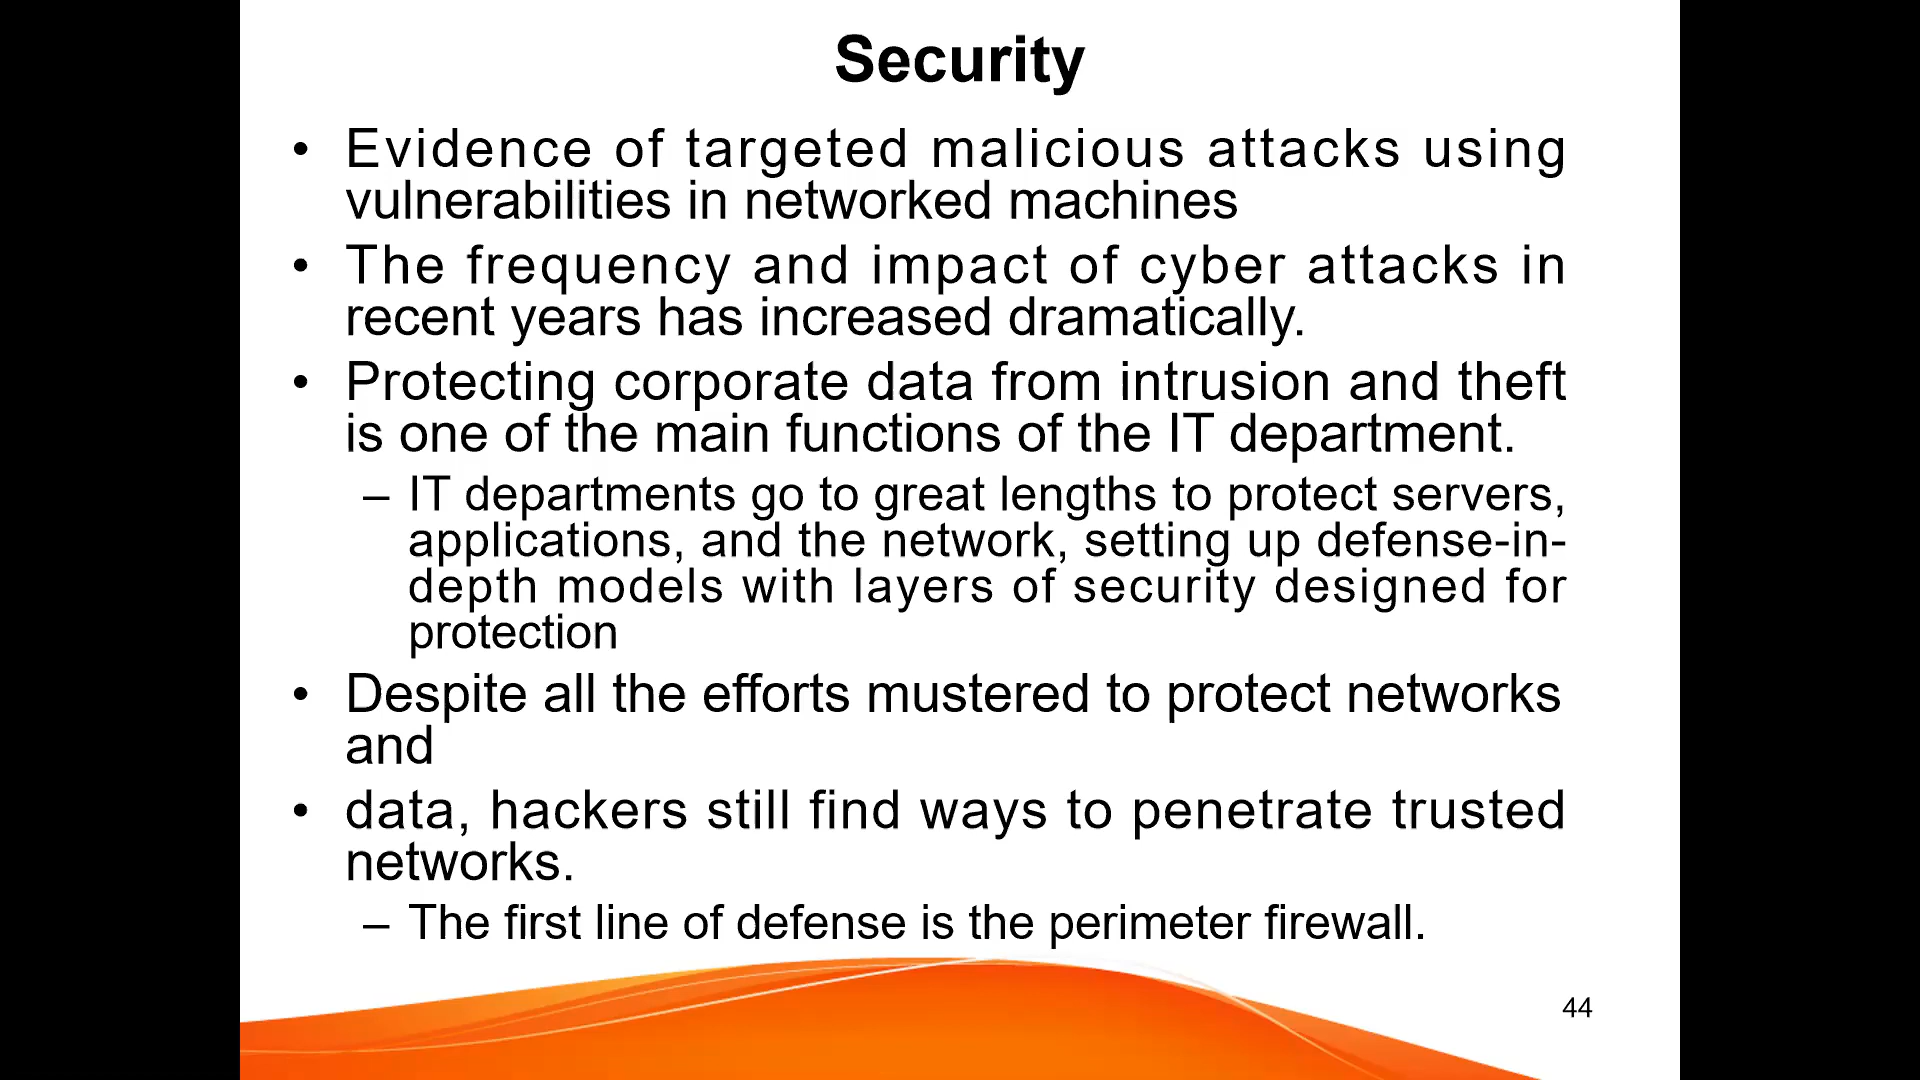 Security
• Evidence of targeted malicious attacks using
vulnerabilities in networked machines
• The frequency and impact of cyber attacks in
recent years has increased dramatically.
• Protecting corporate data from intrusion and theft
is one of the main functions of the IT department.
– IT departments go to great lengths to protect servers,
applications, and the network, setting up defense-in-
depth models with layers of security designed for
protection
• Despite all the efforts mustered to protect networks
and
• data, hackers still find ways to penetrate trusted
networks.
– The first line of defense is the perimeter firewall.
44